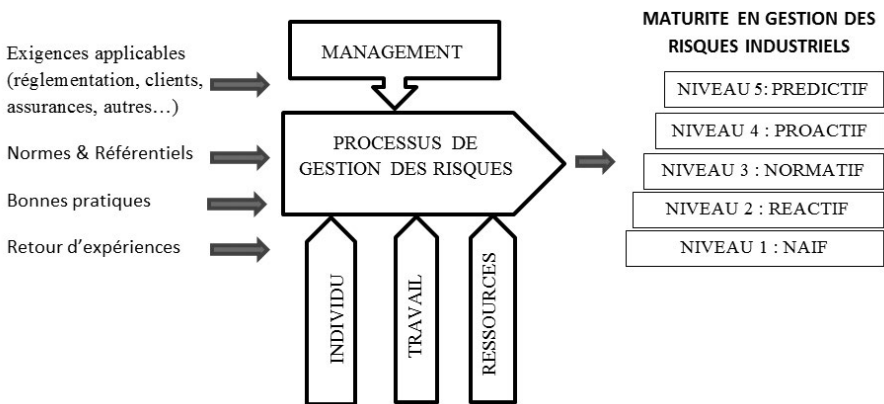 Exigences applicables
(réglementation, clients,
assurances, autres…)
Normes & Référentiels
Bonnes pratiques
Retour d’expériences
MANAGEMENT
PROCESSUS DE
GESTION DES RISQUES
INDIVIDU
TRAVAIL
RESSOURCES
MATURITE EN GESTION DES
RISQUES INDUSTRIELS
NIVEAU 5: PREDICTIF
NIVEAU 4 : PROACTIF
NIVEAU 3 : NORMATIF
NIVEAU 2 : REACTIF
NIVEAU 1 : NAIF